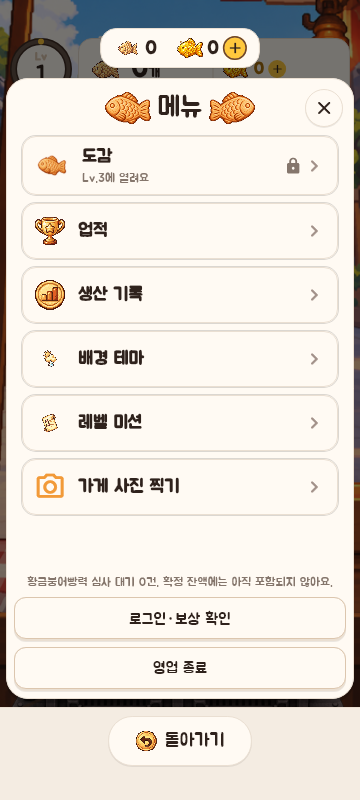 0 0
Lv
1
메뉴
도감
Lv.3에 열려요
업적
생산 기록
배경 테마
레벨 미션
가게 사진 찍기
황금붕어빵력 심사 대기 0건, 확정 잔액에는 아직 포함되지 않아요.
로그인·보상 확인
영업 종료
돌아가기